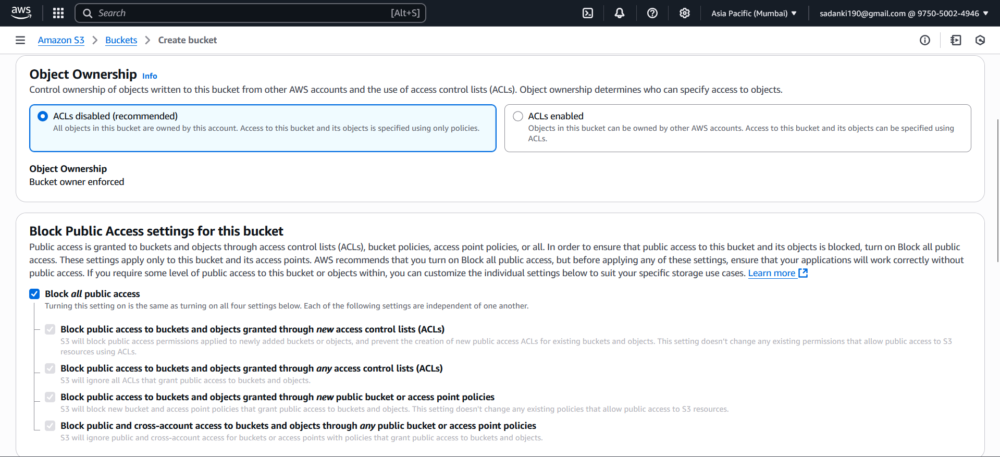 aws
Search [Alt+S]
Asia Pacific (Mumbai)
sadanki190@gmail.com @ 9750-5002-4946
Amazon S3
Buckets
Create bucket
Object Ownership Info
Control ownership of objects written to this bucket from other AWS accounts and the use of access control lists (ACLs). Object ownership determines who can specify access to objects.
ACLs disabled (recommended)
All objects in this bucket are owned by this account. Access to this bucket and its objects is specified using only policies.
ACLs enabled
Objects in this bucket can be owned by other AWS accounts. Access to this bucket and its objects can be specified using
ACLs.
Object Ownership
Bucket owner enforced
Block Public Access settings for this bucket
Public access is granted to buckets and objects through access control lists (ACLs), bucket policies, access point policies, or all. In order to ensure that public access to this bucket and its objects is blocked, turn on Block all public
access. These settings apply only to this bucket and its access points. AWS recommends that you turn on Block all public access, but before applying any of these settings, ensure that your applications will work correctly without
public access. If you require some level of public access to this bucket or objects within, you can customize the individual settings below to suit your specific storage use cases. Learn more
Block all public access
Turning this setting on is the same as turning on all four settings below. Each of the following settings are independent of one another.
Block public access to buckets and objects granted through new access control lists (ACLs)
S3 will block public access permissions applied to newly added buckets or objects, and prevent the creation of new public access ACLs for existing buckets and objects. This setting doesn't change any existing permissions that allow public access to S3
resources using ACLs.
Block public access to buckets and objects granted through any access control lists (ACLs)
S3 will ignore all ACLs that grant public access to buckets and objects.
Block public access to buckets and objects granted through new public bucket or access point policies
S3 will block new bucket and access point policies that grant public access to buckets and objects. This setting doesn't change any existing policies that allow public access to S3 resources.
Block public and cross-account access to buckets and objects through any public bucket or access point policies
S3 will ignore public and cross-account access for buckets or access points with policies that grant public access to buckets and objects.